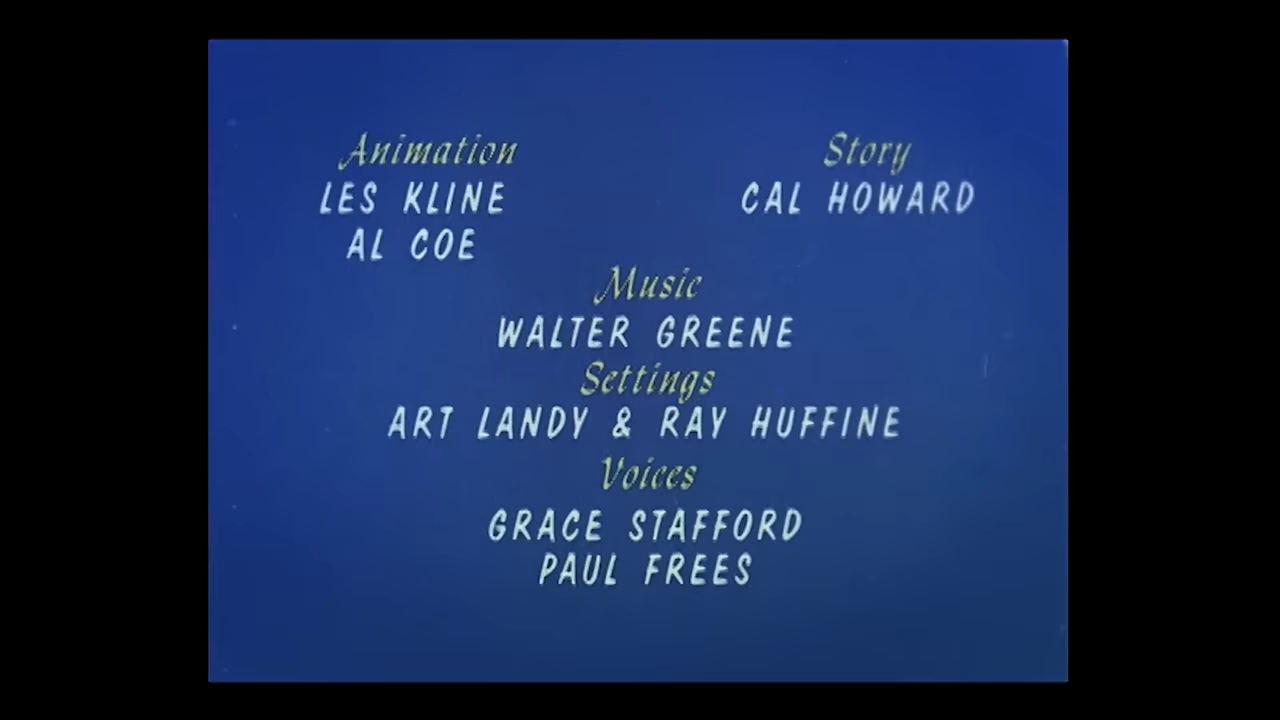 Animation
LES KLINE
AL COE
Story
CAL HOWARD
Music
WALTER GREENE
Settings
ART LANDY & RAY HUFFINE
Voices
GRACE STAFFORD
PAUL FREES